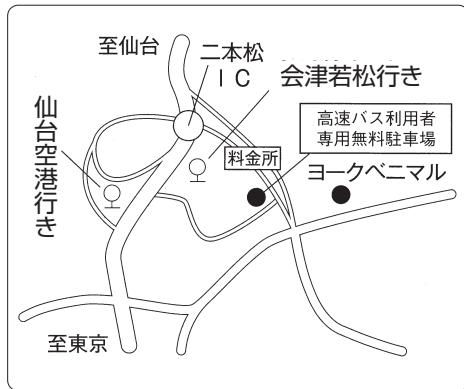 至仙台
二本松
IC
会津若松行き
高速バス利用者
専用無料駐車場
仙台空港行き
料金所
ヨークベニマル
至東京